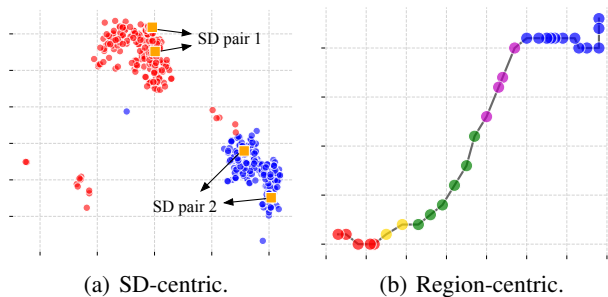 SD pair 1
SD pair 2
(a) SD-centric.
(b) Region-centric.